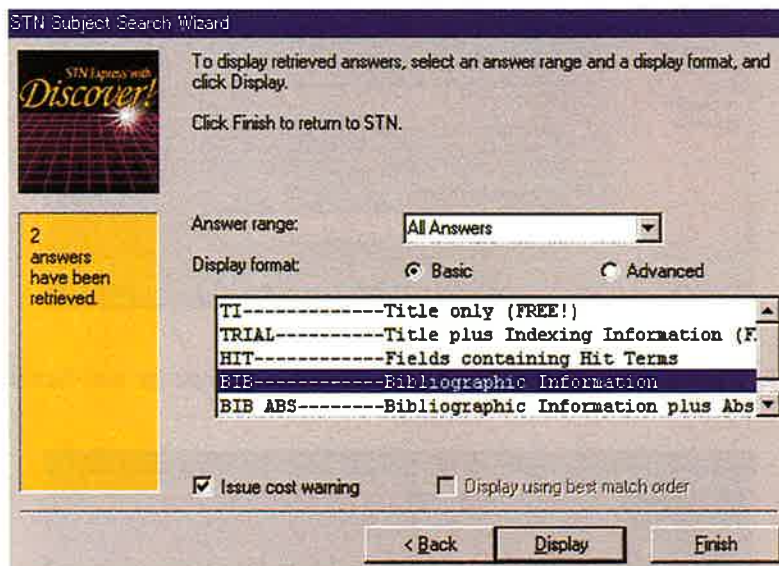 STN Subject Search Wizard
STN Express with
Discover!
To display retrieved answers, select an answer range and a display format, and
click Display.
Click Finish to return to STN.
2
answers
have been
retrieved.
Answer range:
All Answers
Display format:
Basic
Advanced
TI-------------Title only (FREE!)
TRIAL----------Title plus Indexing Information (F
HIT------------Fields containing Hit Terms
BIB------------Bibliographic Information
BIB ABS--------Bibliographic Information plus Abs
Issue cost warning
Display using best match order
< Back
Display
Finish